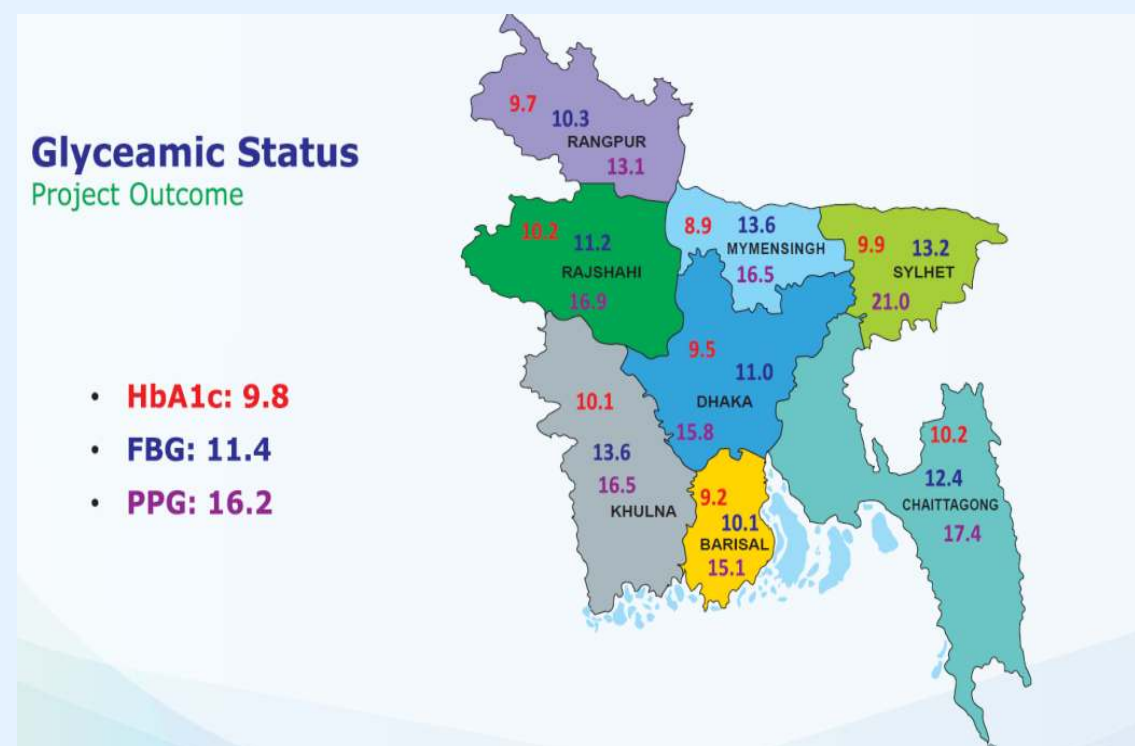 Glyceamic Status
Project Outcome
• HbA1c: 9.8
• FBG: 11.4
• PPG: 16.2
9.7
10.3
RANGPUR
13.1
10.2
11.2
RAJSHAHI
16.9
8.9
13.6
MYMENSINGH
16.5
9.9
13.2
SYLHET
21.0
9.5
11.0
DHAKA
15.8
10.1
13.6
16.5
KHULNA
9.2
10.1
BARISAL
15.1
10.2
12.4
CHAITTAGONG
17.4